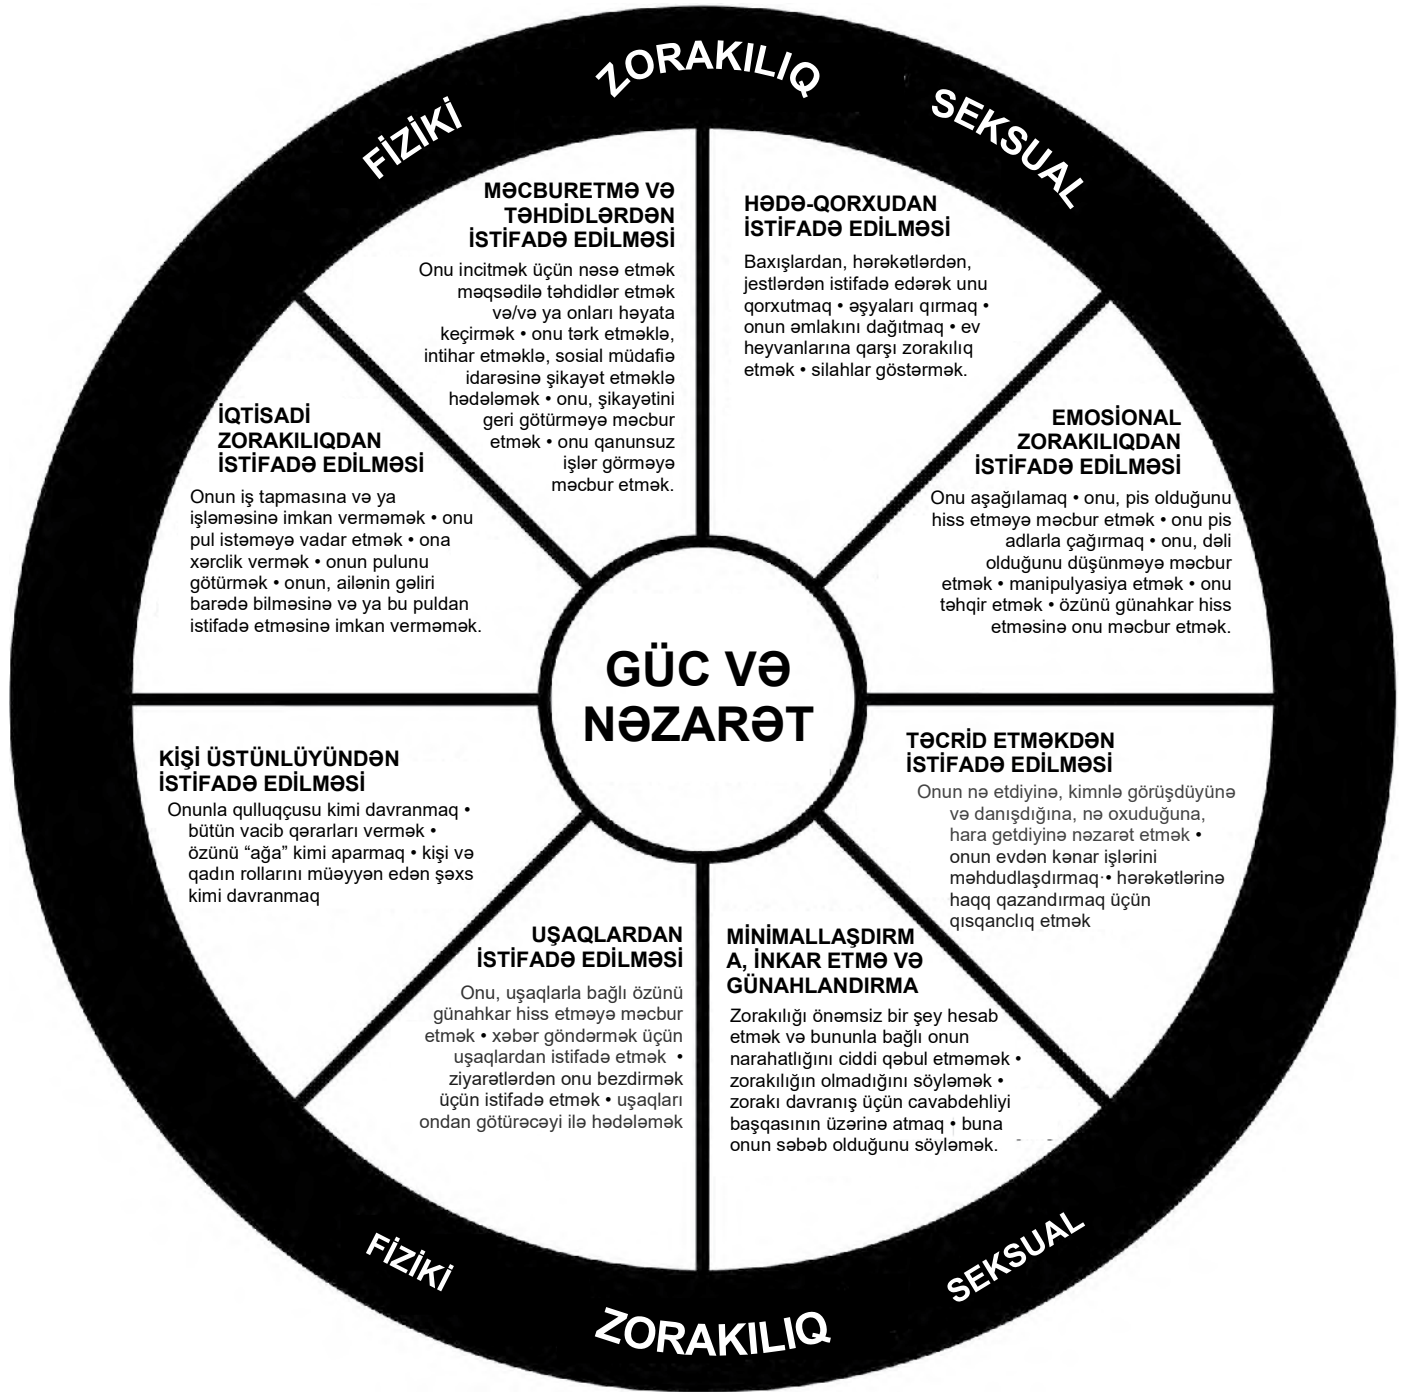 FİZİKİ
ZORAKILIQ
SEKSUAL
MƏCBURETMƏ VƏ
TƏHDİDLƏRDƏN
İSTİFADƏ EDİLMƏSİ
Onu incitmək üçün nəsə etmək
məqsədilə təhdidlər etmək
və/və ya onları həyata
keçirmək • onu tərk etməklə,
intihar etməklə, sosial müdafiə
idarəsinə şikayət etməklə
hədələmək • onu, şikayətini
geri götürməyə məcbur
etmək • onu qanunsuz
işlər görməyə
məcbur etmək.
HƏDƏ-QORXUDAN
İSTİFADƏ EDİLMƏSİ
Baxışlardan, hərəkətlərdən,
jestlərdən istifadə edərək unu
qorxutmaq • əşyaları qırmaq •
onun əmlakını dağıtmaq • ev
heyvanlarına qarşı zorakılıq
etmək • silahlar göstərmək.
İQTİSADİ
ZORAKILIQDAN
İSTİFADƏ EDİLMƏSİ
Onun iş tapmasına və ya
işləməsinə imkan verməmək • onu
pul istəməyə vadar etmək • ona
xərclik vermək • onun pulunu
götürmək • onun, ailənin gəliri
barədə bilməsinə və ya bu puldan
istifadə etməsinə imkan verməmək.
EMOSİONAL
ZORAKILIQDAN
İSTİFADƏ EDİLMƏSİ
Onu aşağılamaq • onu, pis olduğunu
hiss etməyə məcbur etmək • onu pis
adlarla çağırmaq • onu, dəli
olduğunu düşünməyə məcbur
etmək • manipulyasiya etmək • onu
təhqir etmək • özünü günahkar hiss
etməsinə onu məcbur etmək.
GÜC VƏ
NƏZARƏT
KİŞİ ÜSTÜNLÜYÜNDƏN
İSTİFADƏ EDİLMƏSİ
Onunla qulluqçusu kimi davranmaq •
bütün vacib qərarları vermək •
özünü “ağa” kimi aparmaq • kişi və
qadın rollarını müəyyən edən şəxs
kimi davranmaq
TƏCRİD ETMƏKDƏN
İSTİFADƏ EDİLMƏSİ
Onun nə etdiyinə, kimnlə görüşdüyünə
və danışdığına, nə oxuduğuna,
hara getdiyinə nəzarət etmək •
onun evdən kənar işlərini
məhdudlaşdırmaq • hərəkətlərinə
haqq qazandırmaq üçün
qısqanclıq etmək
UŞAQLARDAN
İSTİFADƏ EDİLMƏSİ
Onu, uşaqlarla bağlı özünü
günahkar hiss etməyə məcbur
etmək • xəbər göndərmək üçün
uşaqlardan istifadə etmək •
ziyarətlərdən onu bezdirmək
üçün istifadə etmək • uşaqları
ondan götürəcəyi ilə hədələmək
MİNİMALLAŞDIRM
A, İNKAR ETMƏ VƏ
GÜNAHLANDIRMA
Zorakılığı önəmsiz bir şey hesab
etmək və bununla bağlı onun
narahatlığını ciddi qəbul etməmək •
zorakılığın olmadığını söyləmək •
zorakı davranış üçün cavabdehliyi
başqasının üzərinə atmaq • buna
onun səbəb olduğunu söyləmək.
FİZİKİ
ZORAKILIQ
SEKSUAL